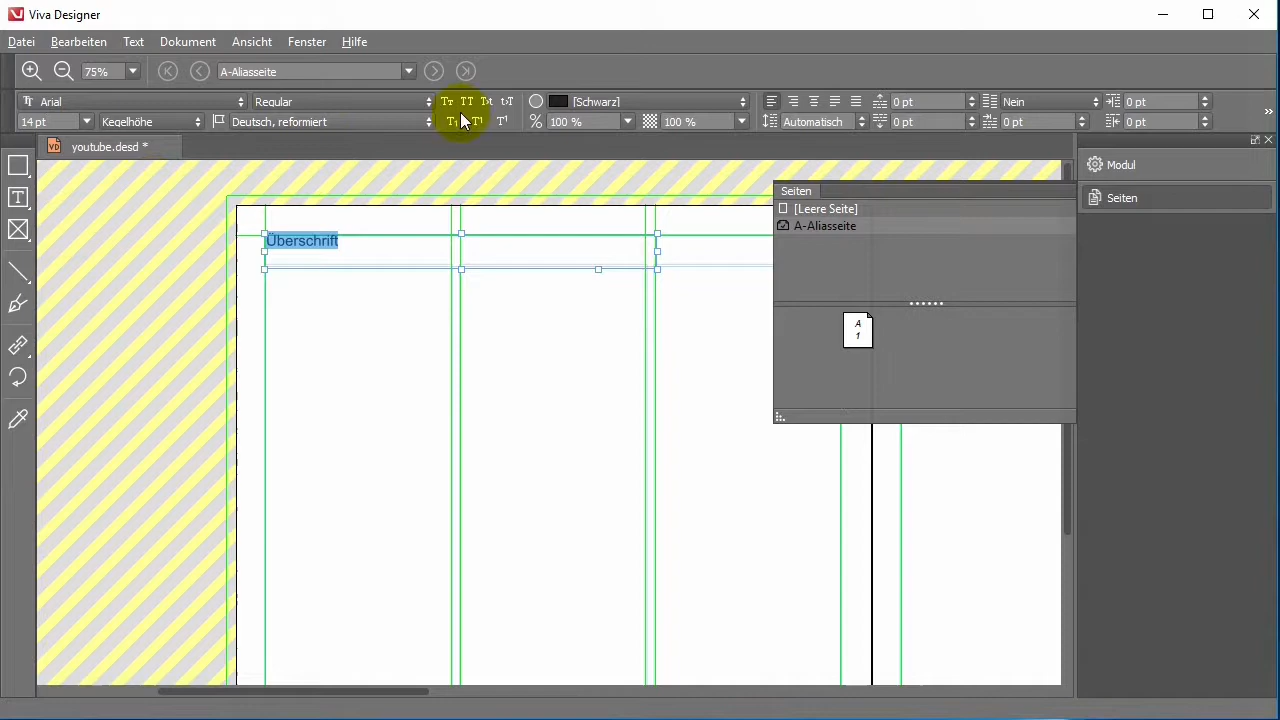 Viva Designer
Datei Bearbeiten Text Dokument Ansicht Fenster Hilfe
75% A-Aliasseite
Arial Regular [Schwarz] 0 pt Nein 0 pt
14 pt Kegelhöhe Deutsch, reformiert 100 % 100 % Automatisch 0 pt 0 pt 0 pt
youtube.desd *
Modul
Seiten
Seiten
[Leere Seite]
A-Aliasseite
Überschrift
A
1